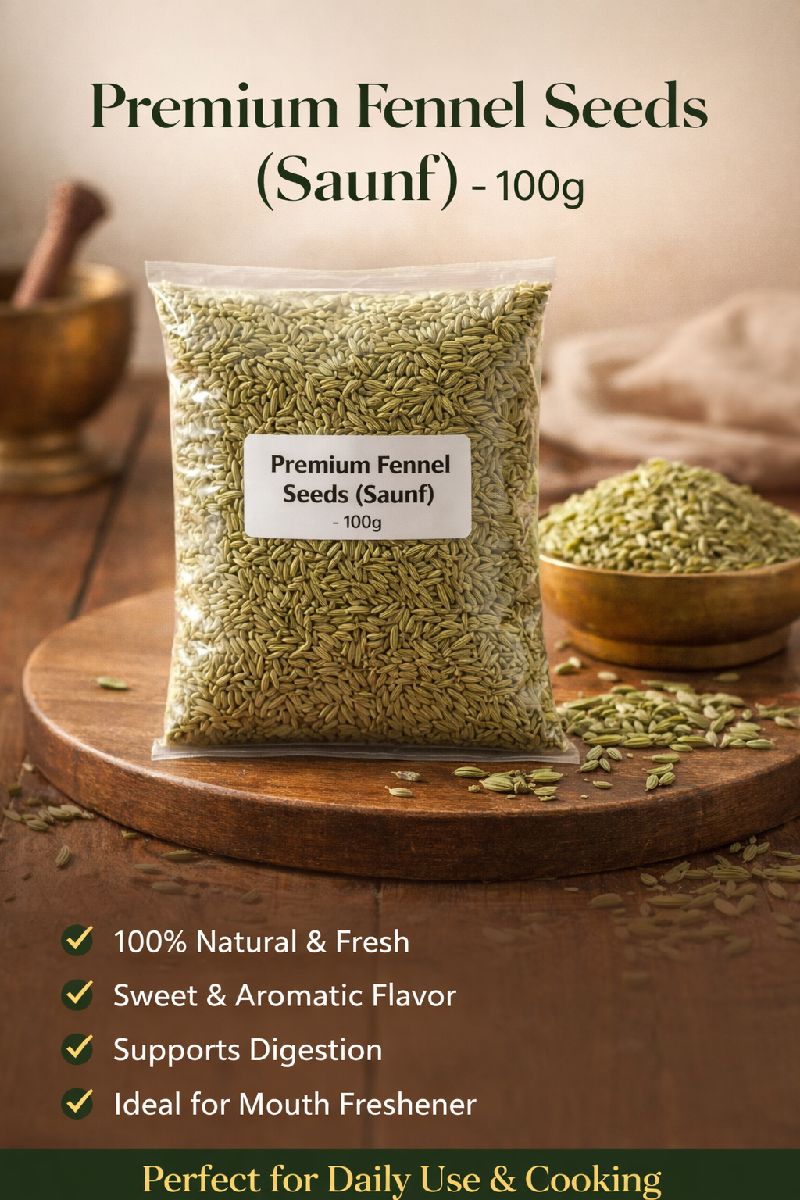 Premium Fennel Seeds
(Saunf) - 100g
Premium Fennel
Seeds (Saunf)
- 100g
100% Natural & Fresh
Sweet & Aromatic Flavor
Supports Digestion
Ideal for Mouth Freshener
Perfect for Daily Use & Cooking